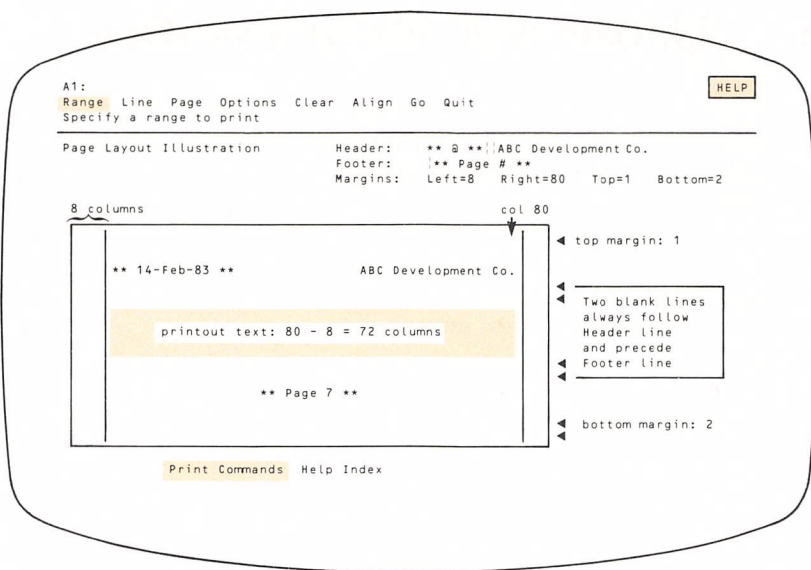 A1:
HELP
Range Line Page Options Clear Align Go Quit
Specify a range to print
Page Layout Illustration
Header: ** @ **¦¦ABC Development Co.
Footer: ¦** Page # **
Margins: Left=8 Right=80 Top=1 Bottom=2
8 columns
col 80
top margin: 1
** 14-Feb-83 ** ABC Development Co.
Two blank lines
always follow
Header line
and precede
Footer line
printout text: 80 - 8 = 72 columns
** Page 7 **
bottom margin: 2
Print Commands Help Index